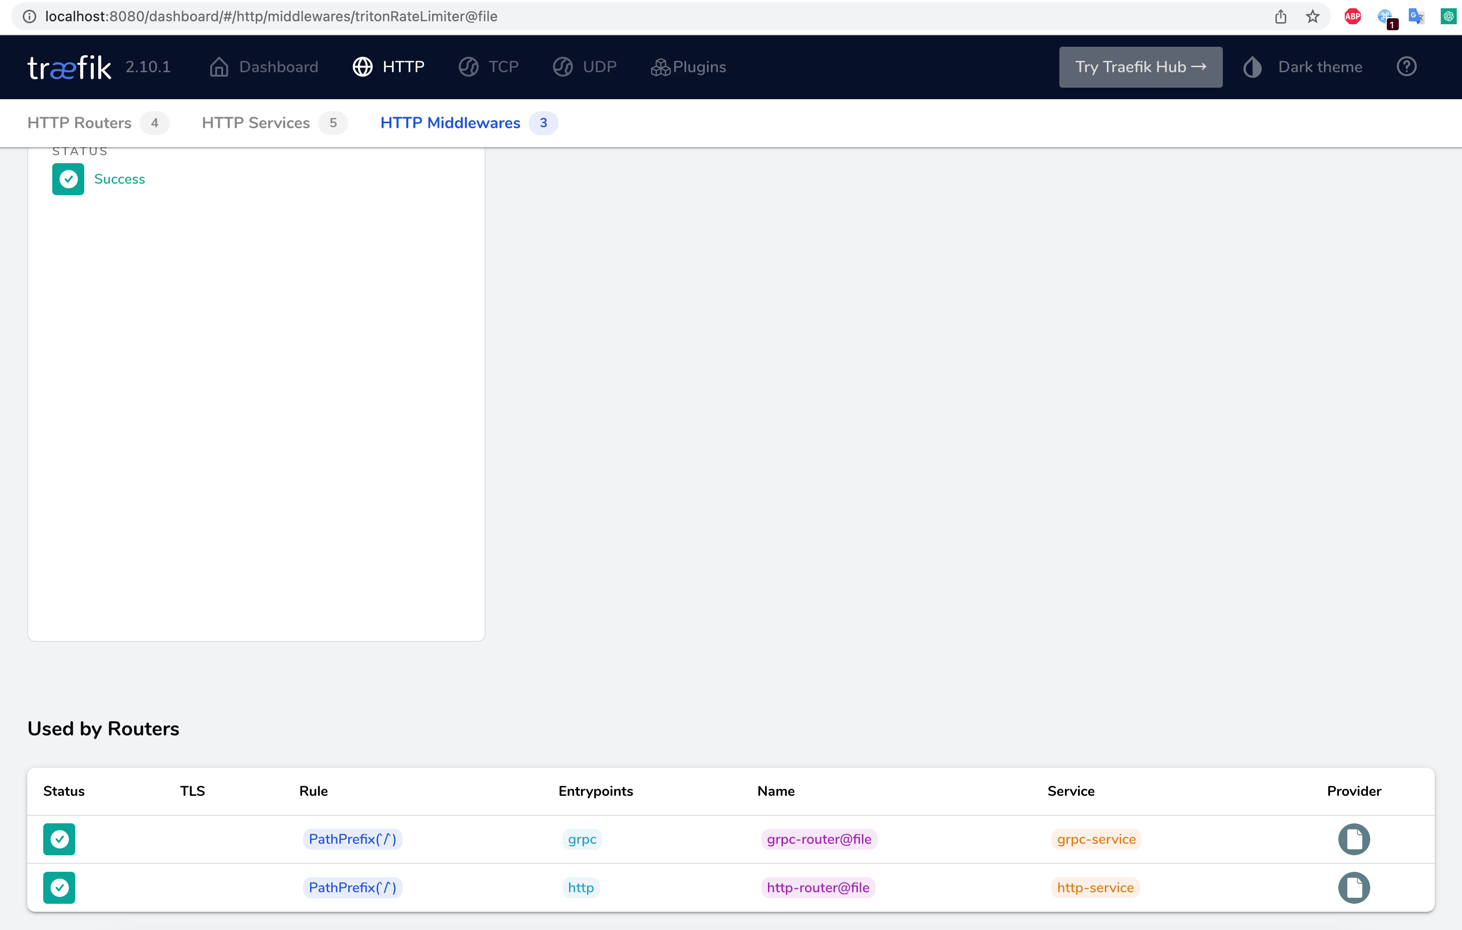 localhost:8080/dashboard/#/http/middlewares/tritonRateLimiter@file
ABP
1
træfik 2.10.1 Dashboard HTTP TCP UDP Plugins Try Traefik Hub → Dark theme ?
HTTP Routers 4 HTTP Services 5 HTTP Middlewares 3
STATUS
Success
Used by Routers
Status TLS Rule Entrypoints Name Service Provider
PathPrefix(`/`) grpc grpc-router@file grpc-service
PathPrefix(`/`) http http-router@file http-service